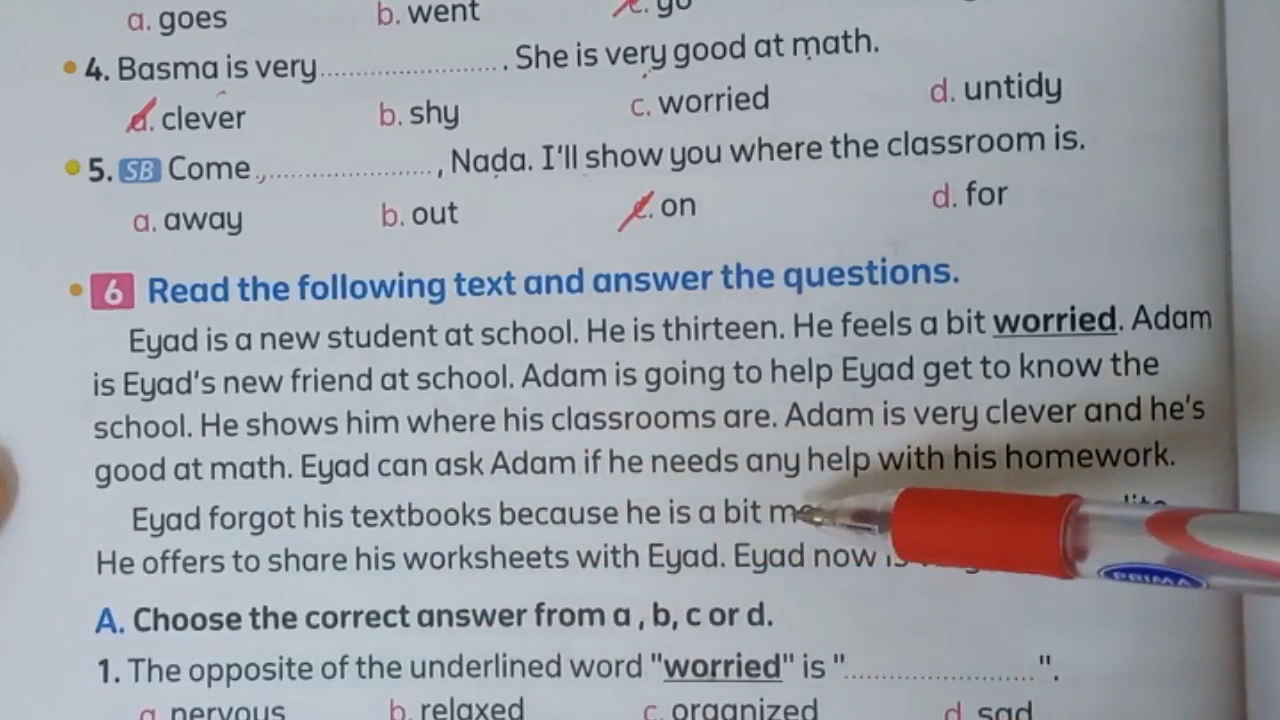 a. goes b. went c. go
4. Basma is very ........................ . She is very good at math.
a. clever b. shy c. worried d. untidy
5. SB Come ........................ , Nada. I'll show you where the classroom is.
a. away b. out c. on d. for
6 Read the following text and answer the questions.
Eyad is a new student at school. He is thirteen. He feels a bit worried. Adam
is Eyad's new friend at school. Adam is going to help Eyad get to know the
school. He shows him where his classrooms are. Adam is very clever and he's
good at math. Eyad can ask Adam if he needs any help with his homework.
Eyad forgot his textbooks because he is a bit
He offers to share his worksheets with Eyad. Eyad now is
PRIMA
A. Choose the correct answer from a , b, c or d.
1. The opposite of the underlined word "worried" is "........................ ".
a. nervous b. relaxed c. organized d. sad